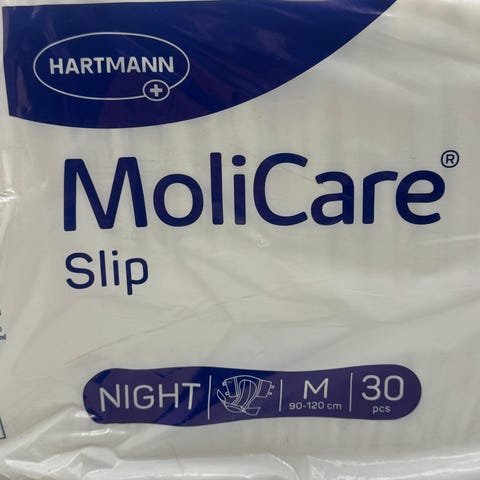 HARTMANN
MoliCare®
Slip
NIGHT M 30
90-120 cm pcs